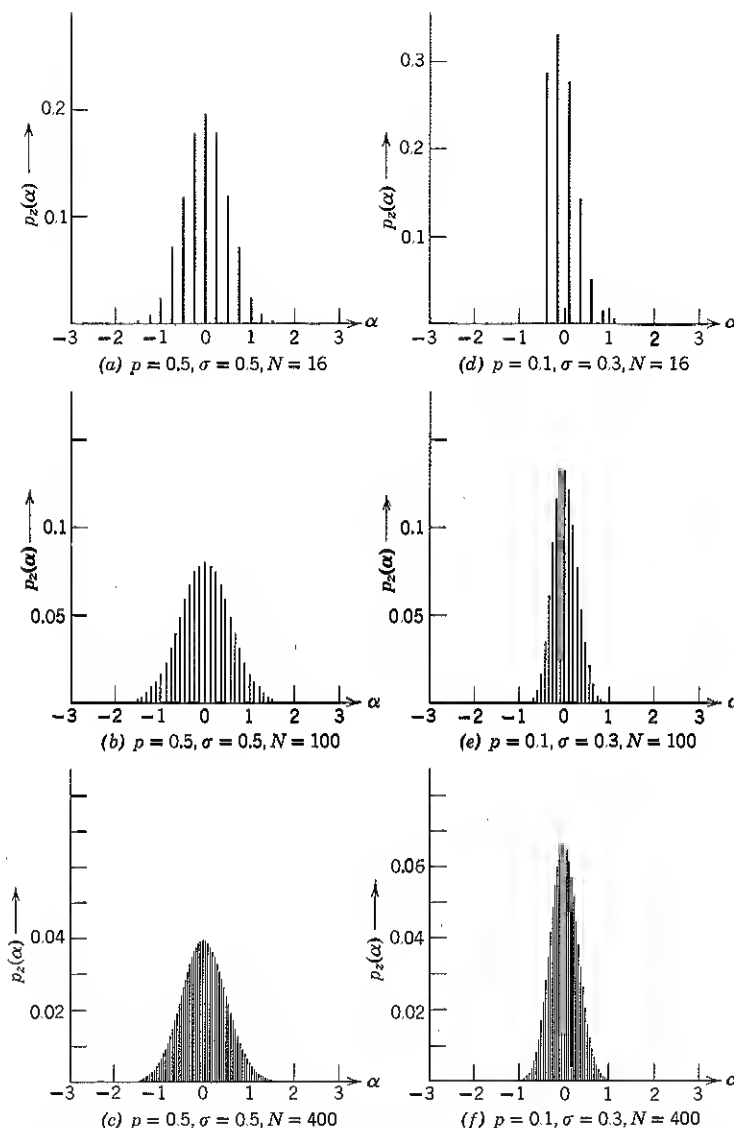 0.2
0.1
p_z(α)
−3 −2 −1 0 1 2 3 α
(a) p = 0.5, σ = 0.5, N = 16
0.3
0.2
0.1
p_z(α)
−3 −2 −1 0 1 2 3 α
(d) p = 0.1, σ = 0.3, N = 16
0.1
0.05
p_z(α)
−3 −2 −1 0 1 2 3 α
(b) p = 0.5, σ = 0.5, N = 100
0.1
0.05
p_z(α)
−3 −2 −1 0 1 2 3 α
(e) p = 0.1, σ = 0.3, N = 100
0.04
0.02
p_z(α)
−3 −2 −1 0 1 2 3 α
(c) p = 0.5, σ = 0.5, N = 400
0.06
0.04
0.02
p_z(α)
−3 −2 −1 0 1 2 3 α
(f) p = 0.1, σ = 0.3, N = 400